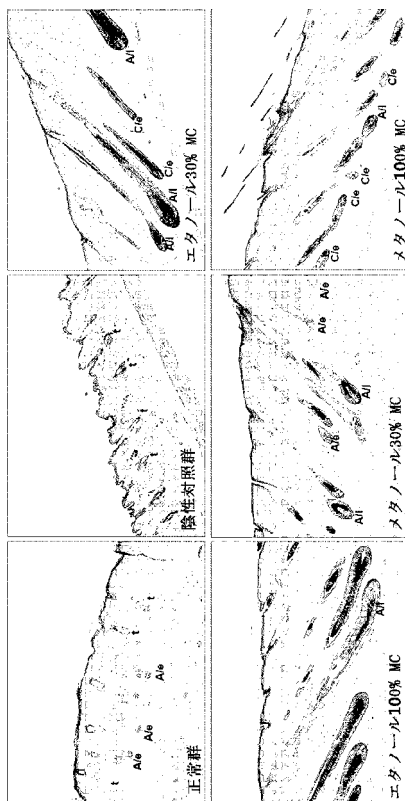 t
A/e
A/e
A/e
t
t
正常群
t
t
t
陰性対照群
A/I
A/I
C/e
C/e
A/I
エタノール30% MC
A/I
エタノール100% MC
A/I
A/e
A/I
A/e
A/e
メタノール30% MC
C/e
C/e
C/e
A/I
C/e
メタノール100% MC